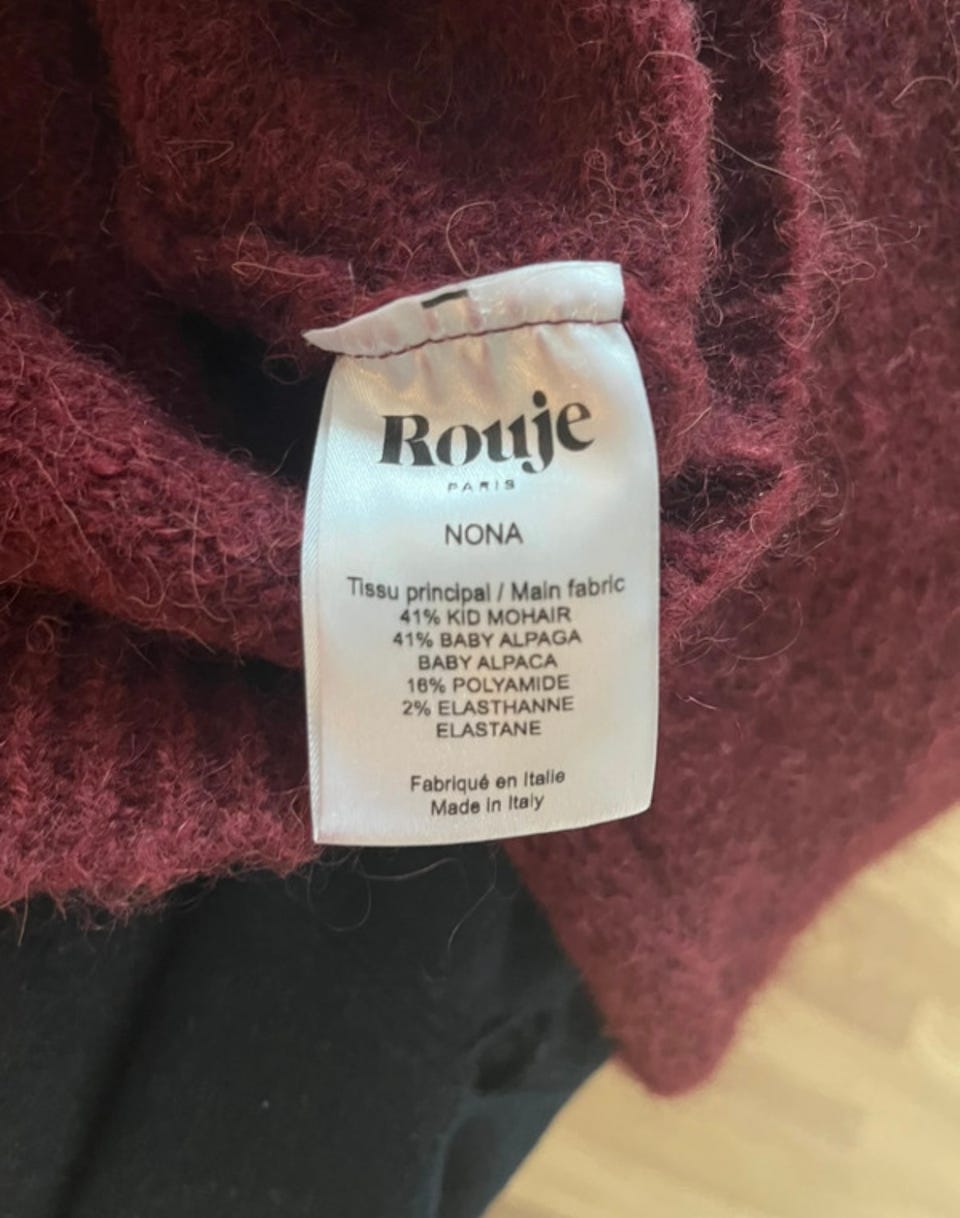 Rouje
PARIS
NONA
Tissu principal / Main fabric
41% KID MOHAIR
41% BABY ALPAGA
BABY ALPACA
16% POLYAMIDE
2% ELASTHANNE
ELASTANE
Fabriqué en Italie
Made in Italy